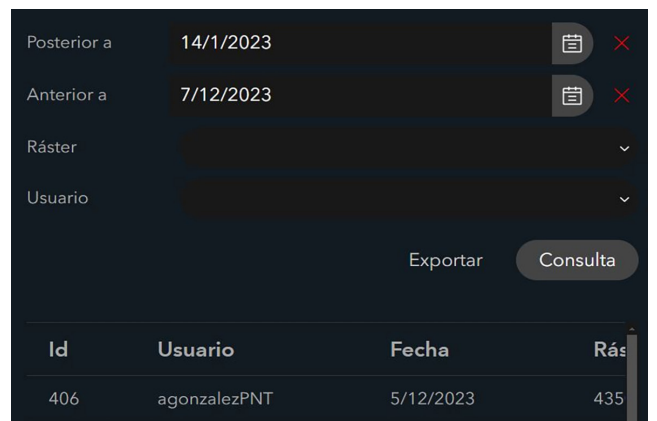 Posterior a 14/1/2023
Anterior a 7/12/2023
Ráster
Usuario
Exportar Consulta
Id Usuario Fecha Rás
406 agonzalezPNT 5/12/2023 435